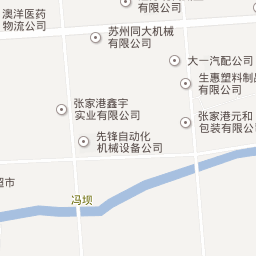 有限公司
澳洋医药
物流公司
苏州同大机械
有限公司
大一汽配公司
生惠塑料制品
有限公司
张家港鑫宇
实业有限公司
张家港元和
包装有限公司
先锋自动化
机械设备公司
超市
冯坝